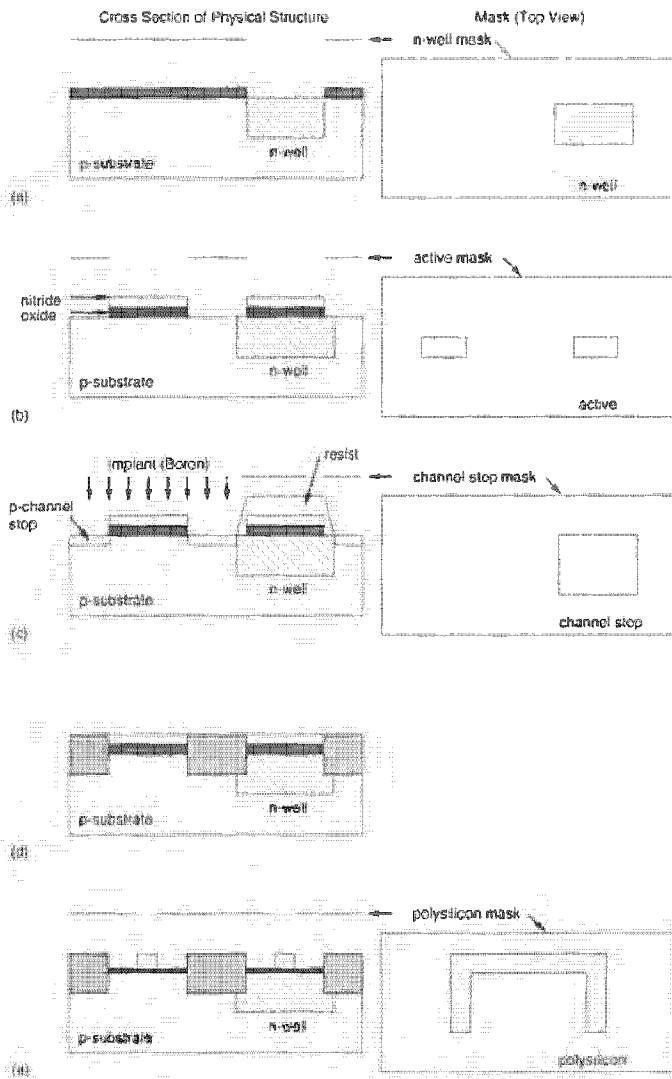 Cross Section of Physical Structure
Mask (Top View)
n-well mask
n-well
p-substrate
n-well
(a)
active mask
nitride
oxide
n-well
p-substrate
active
(b)
resist
Implant (Boron)
channel stop mask
p-channel
stop
n-well
p-substrate
channel stop
(c)
n-well
p-substrate
(d)
polysilicon mask
n-well
p-substrate
polysilicon
(e)